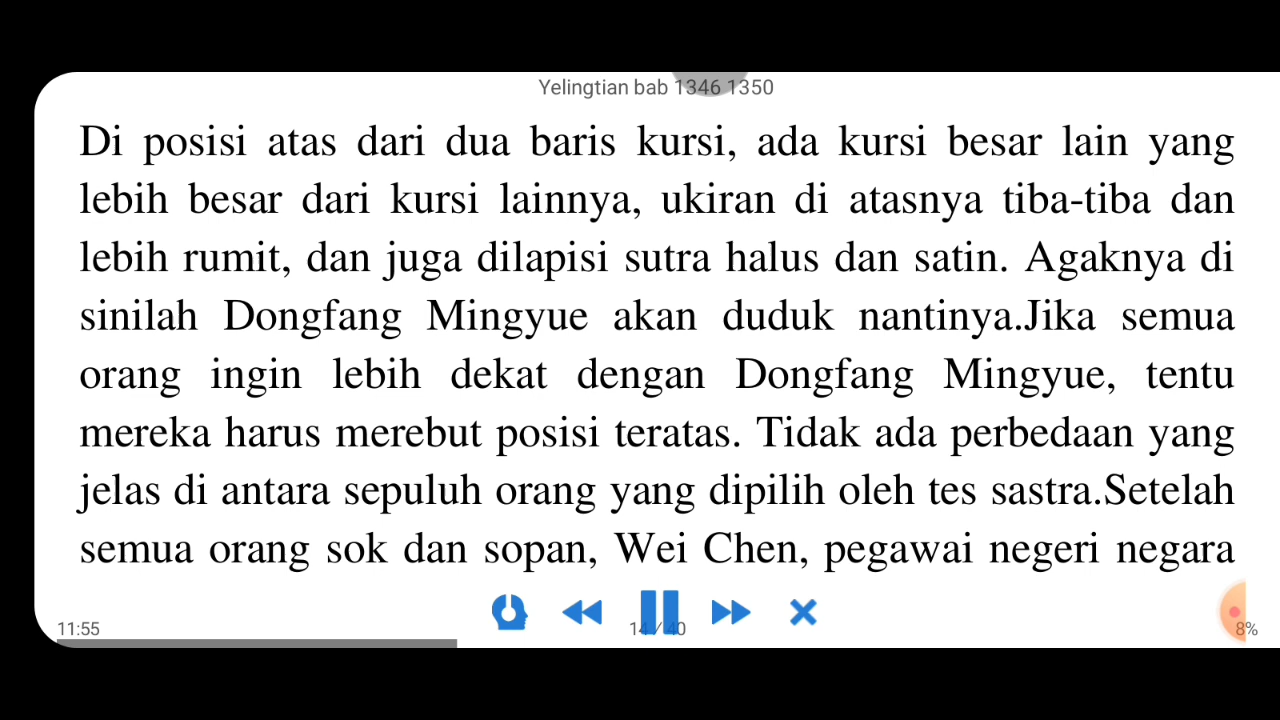 Yelingtian bab 1346 1350
Di posisi atas dari dua baris kursi, ada kursi besar lain yang
lebih besar dari kursi lainnya, ukiran di atasnya tiba-tiba dan
lebih rumit, dan juga dilapisi sutra halus dan satin. Agaknya di
sinilah Dongfang Mingyue akan duduk nantinya.Jika semua
orang ingin lebih dekat dengan Dongfang Mingyue, tentu
mereka harus merebut posisi teratas. Tidak ada perbedaan yang
jelas di antara sepuluh orang yang dipilih oleh tes sastra.Setelah
semua orang sok dan sopan, Wei Chen, pegawai negeri negara
11:55
14 / 40
8%